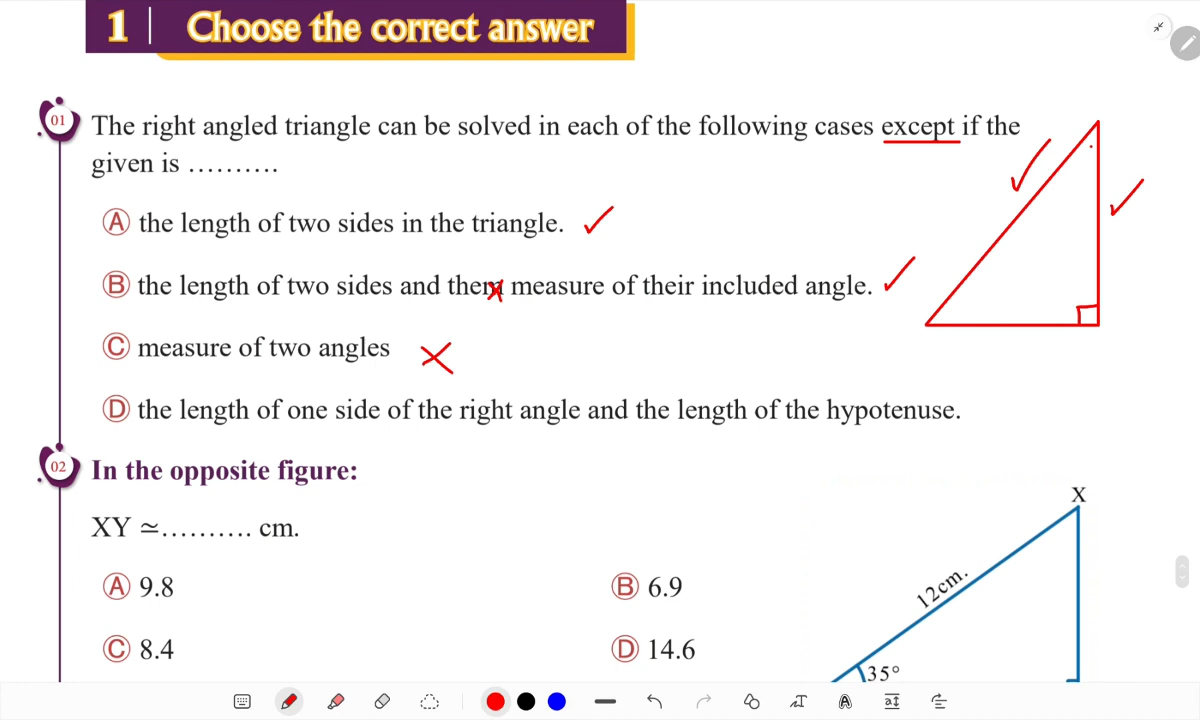 1 | Choose the correct answer
01 The right angled triangle can be solved in each of the following cases except if the
given is ..........
A the length of two sides in the triangle.
B the length of two sides and the measure of their included angle.
C measure of two angles
D the length of one side of the right angle and the length of the hypotenuse.
02 In the opposite figure:
XY ≃.......... cm.
A 9.8
B 6.9
C 8.4
D 14.6
X
12cm.
35°